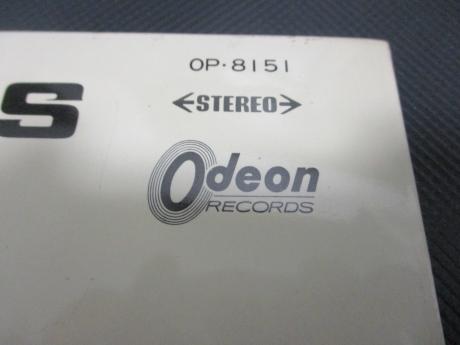 OP·8151
S
STEREO
Odeon
RECORDS